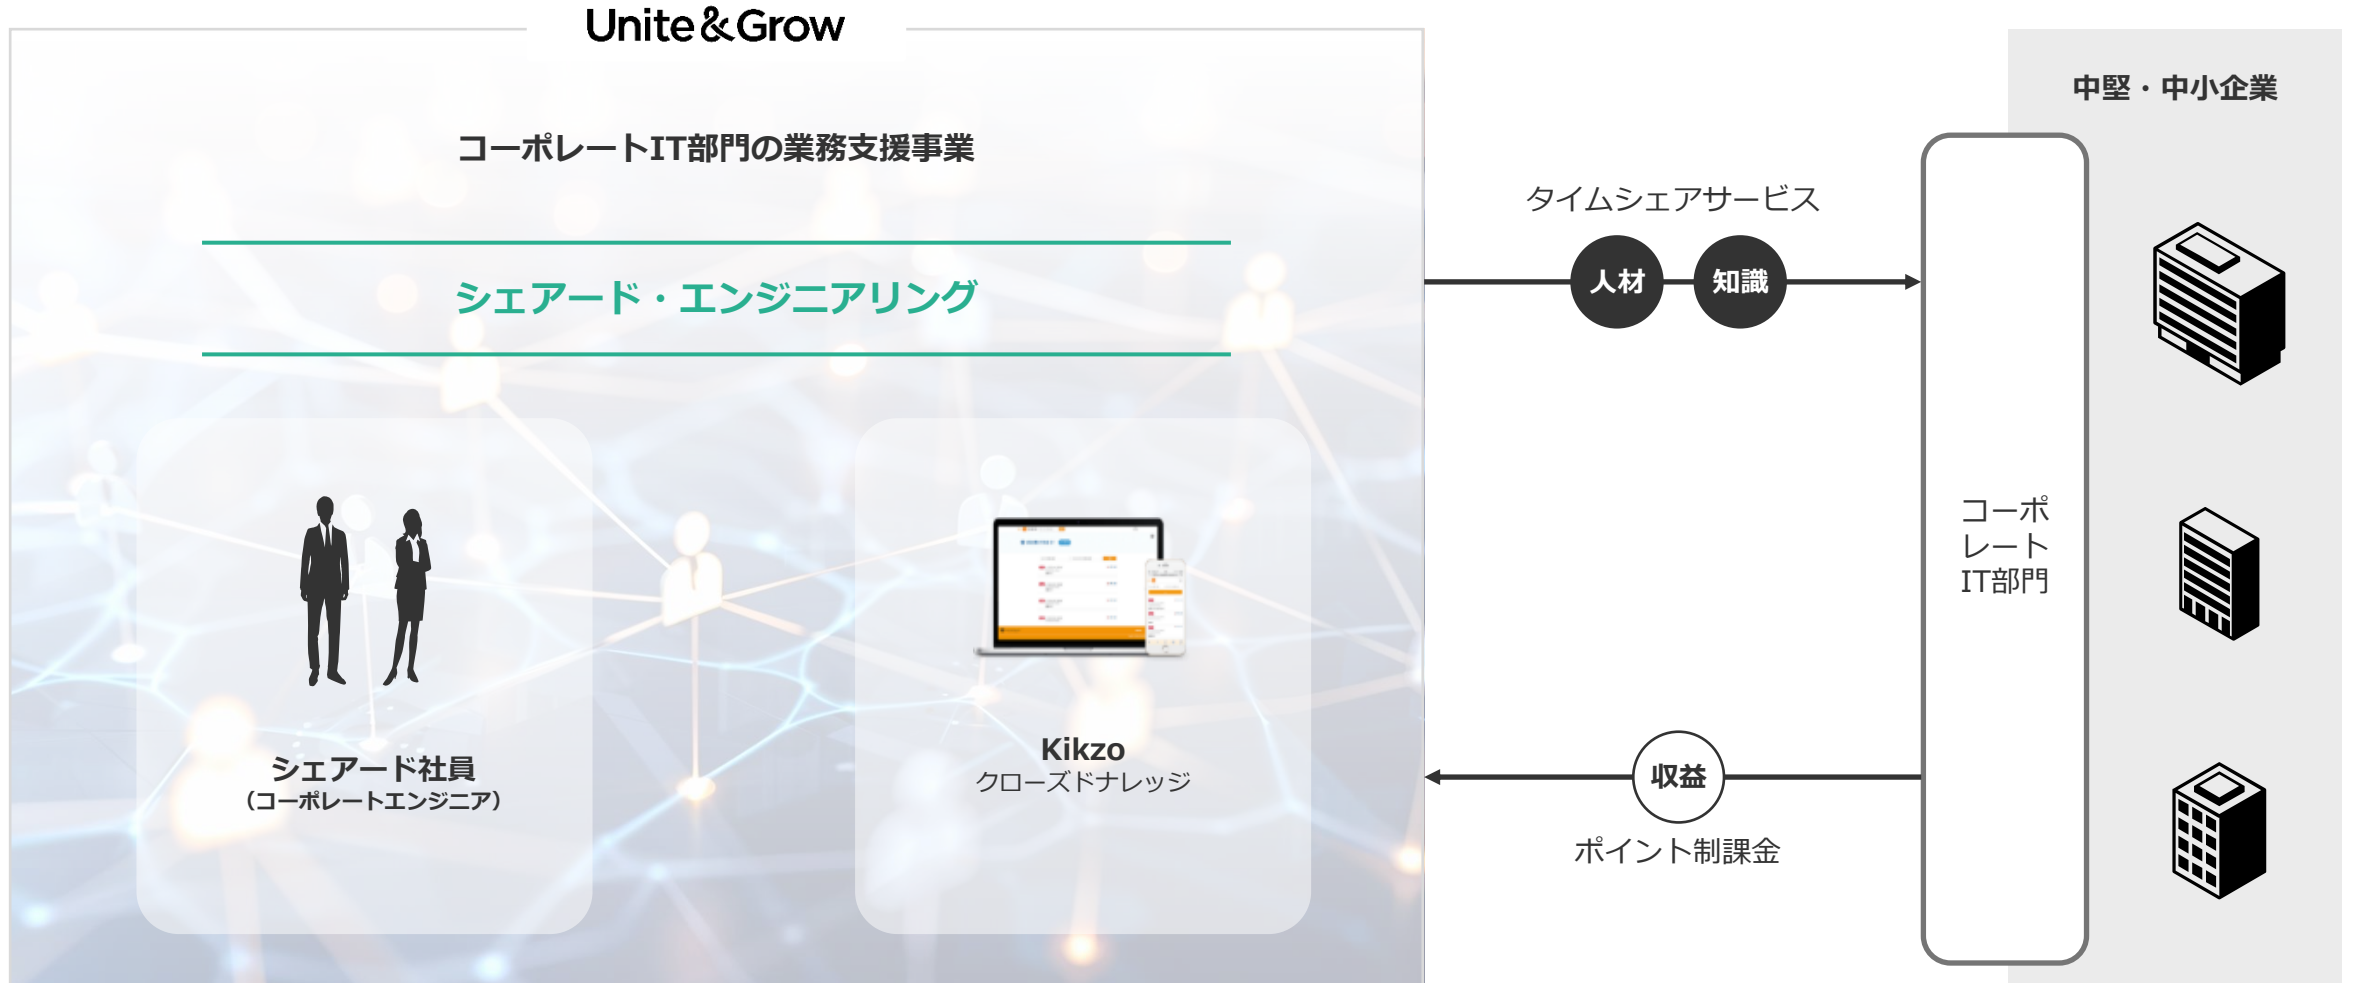 Unite&Grow
コーポレートIT部門の業務支援事業
シェアード・エンジニアリング
シェアード社員
（コーポレートエンジニア）
Kikzo
クローズドナレッジ
タイムシェアサービス
人材
知識
収益
ポイント制課金
中堅・中小企業
コーポ
レート
IT部門